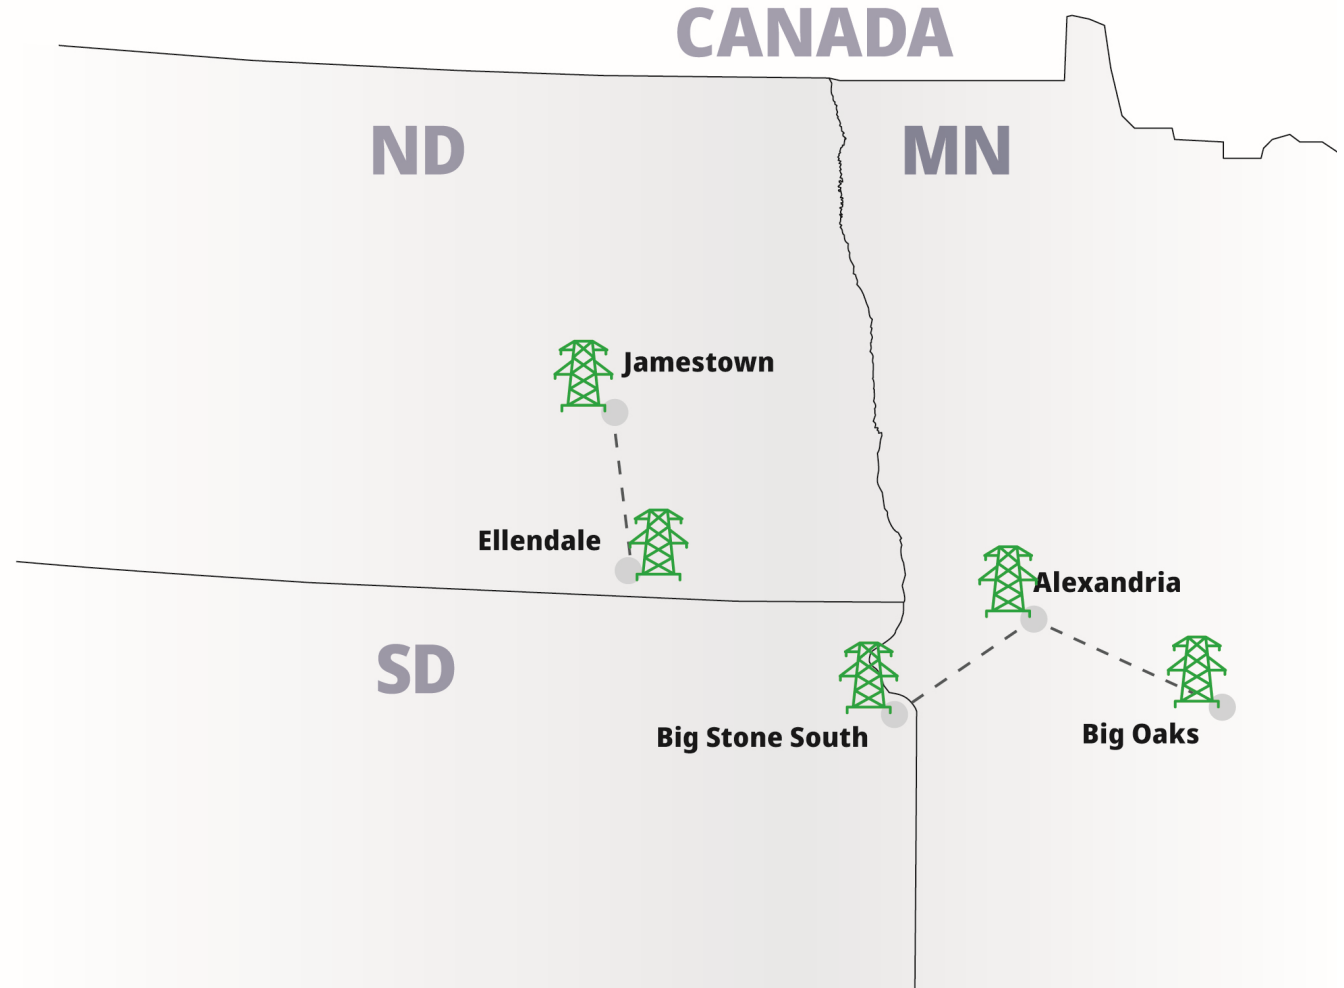 CANADA
ND
MN
Jamestown
Ellendale
Alexandria
SD
Big Stone South
Big Oaks